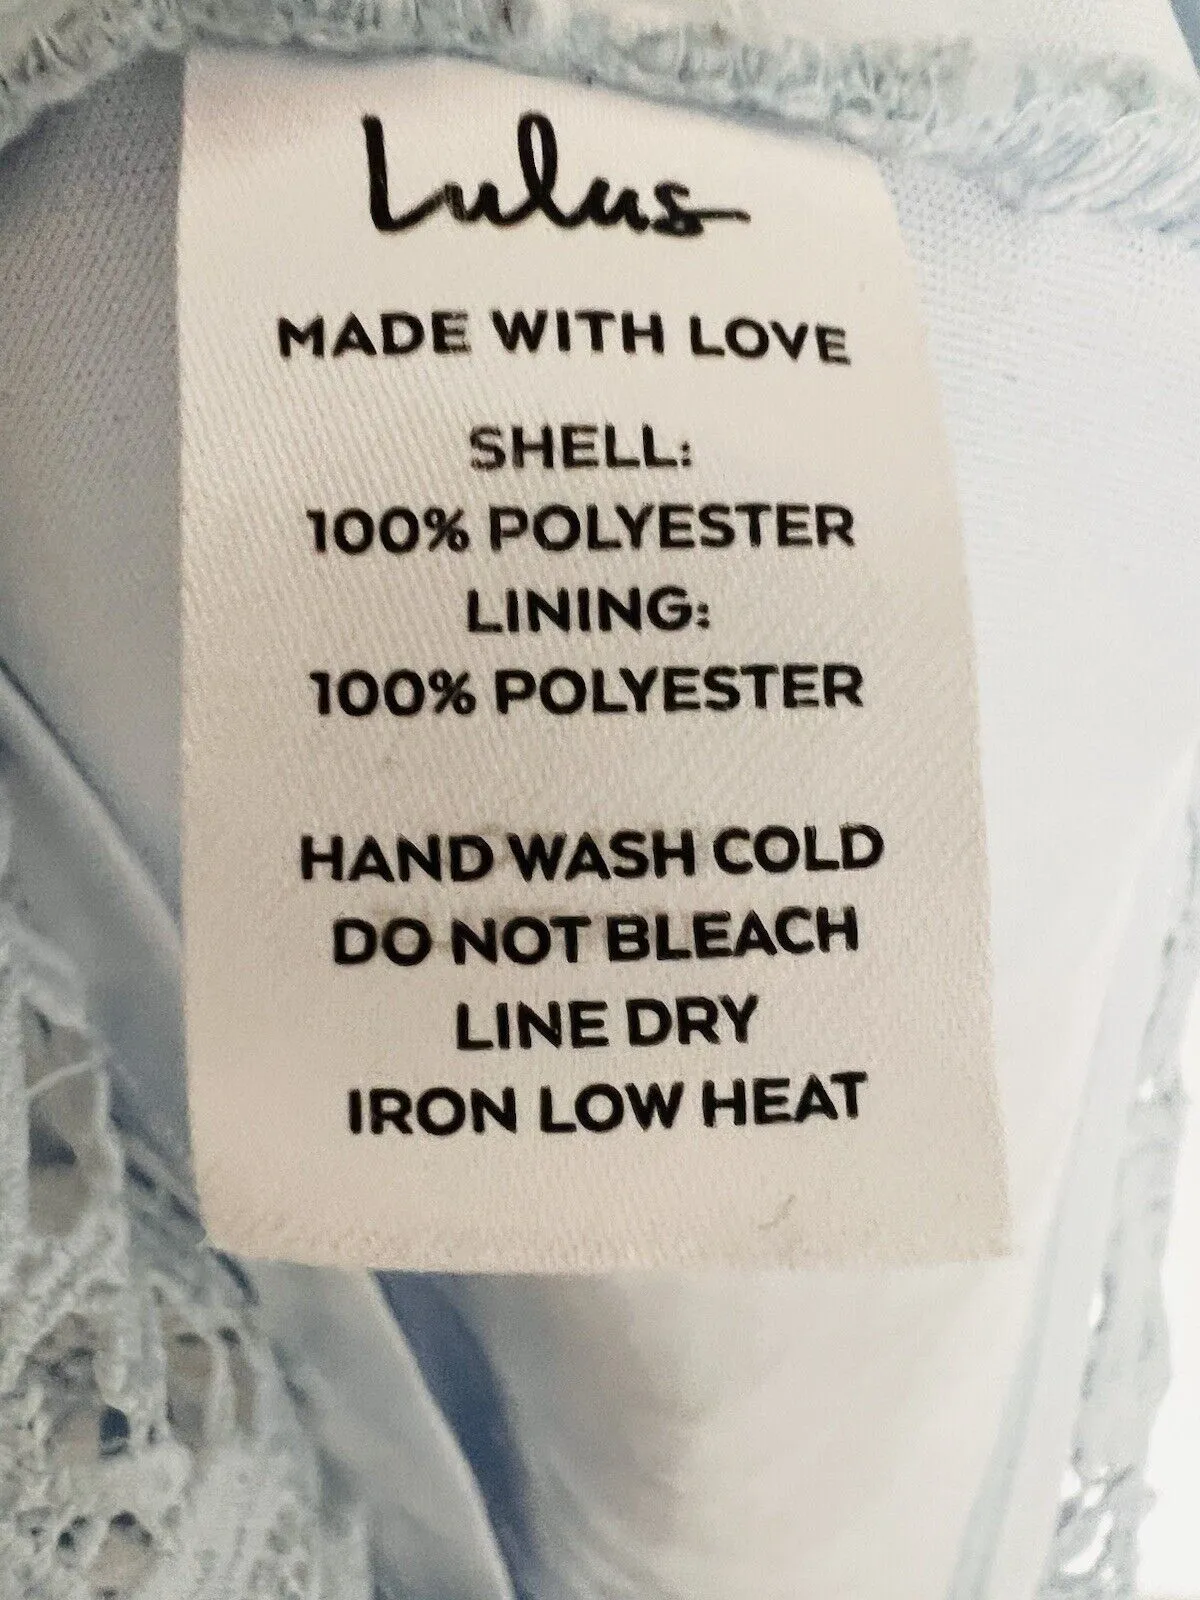 Lulus
MADE WITH LOVE
SHELL:
100% POLYESTER
LINING:
100% POLYESTER
HAND WASH COLD
DO NOT BLEACH
LINE DRY
IRON LOW HEAT